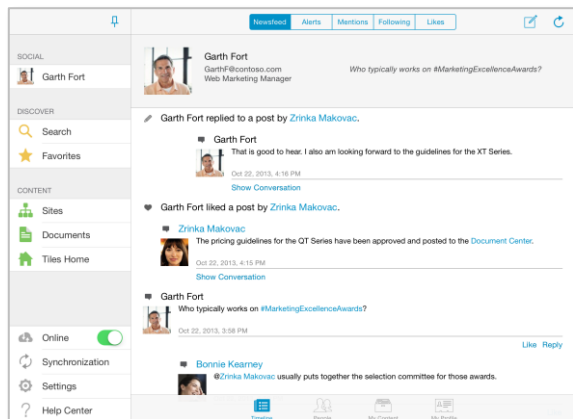 Newsfeed Alerts Mentions Following Likes
SOCIAL
Garth Fort
DISCOVER
Search
Favorites
CONTENT
Sites
Documents
Tiles Home
Online
Synchronization
Settings
Help Center
Garth Fort
GarthF@contoso.com
Web Marketing Manager
Who typically works on #MarketingExcellenceAwards?
Garth Fort replied to a post by Zrinka Makovac.
Garth Fort
That is good to hear. I also am looking forward to the guidelines for the XT Series.
Oct 22, 2013, 4:16 PM
Show Conversation
Garth Fort liked a post by Zrinka Makovac.
Zrinka Makovac
The pricing guidelines for the QT Series have been approved and posted to the Document Center.
Oct 22, 2013, 4:15 PM
Show Conversation
Garth Fort
Who typically works on #MarketingExcellenceAwards?
Oct 22, 2013, 3:58 PM
Like Reply
Bonnie Kearney
@Zrinka Makovac usually puts together the selection committee for those awards.
Timeline People My Content My Profile